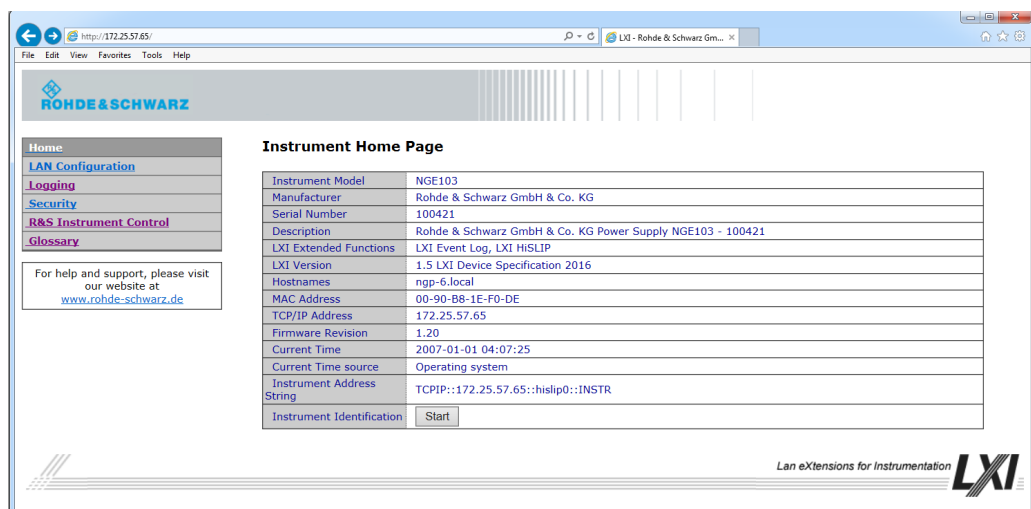 http://172.25.57.65/
LXI - Rohde & Schwarz Gm... ×
File Edit View Favorites Tools Help
ROHDE&SCHWARZ
Home
LAN Configuration
Logging
Security
R&S Instrument Control
Glossary
For help and support, please visit
our website at
www.rohde-schwarz.de
Instrument Home Page
Instrument Model NGE103
Manufacturer Rohde & Schwarz GmbH & Co. KG
Serial Number 100421
Description Rohde & Schwarz GmbH & Co. KG Power Supply NGE103 - 100421
LXI Extended Functions LXI Event Log, LXI HiSLIP
LXI Version 1.5 LXI Device Specification 2016
Hostnames ngp-6.local
MAC Address 00-90-B8-1E-F0-DE
TCP/IP Address 172.25.57.65
Firmware Revision 1.20
Current Time 2007-01-01 04:07:25
Current Time source Operating system
Instrument Address
String TCPIP::172.25.57.65::hislip0::INSTR
Instrument Identification Start
Lan eXtensions for Instrumentation LXI